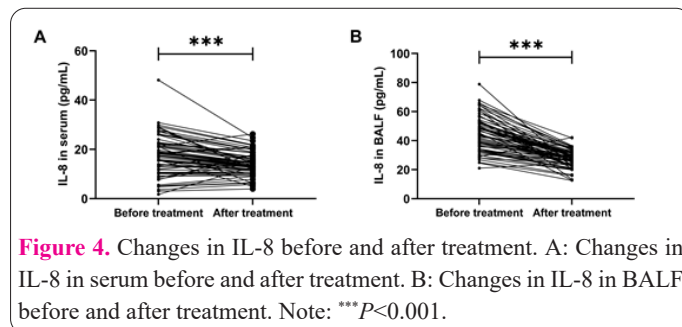 A
B
***
***
60
40
20
0
IL-8 in serum (pg/mL)
Before treatment
After treatment
100
80
60
40
20
0
IL-8 in BALF (pg/mL)
Before treatment
After treatment
Figure 4. Changes in IL-8 before and after treatment. A: Changes in
IL-8 in serum before and after treatment. B: Changes in IL-8 in BALF
before and after treatment. Note: ***P<0.001.